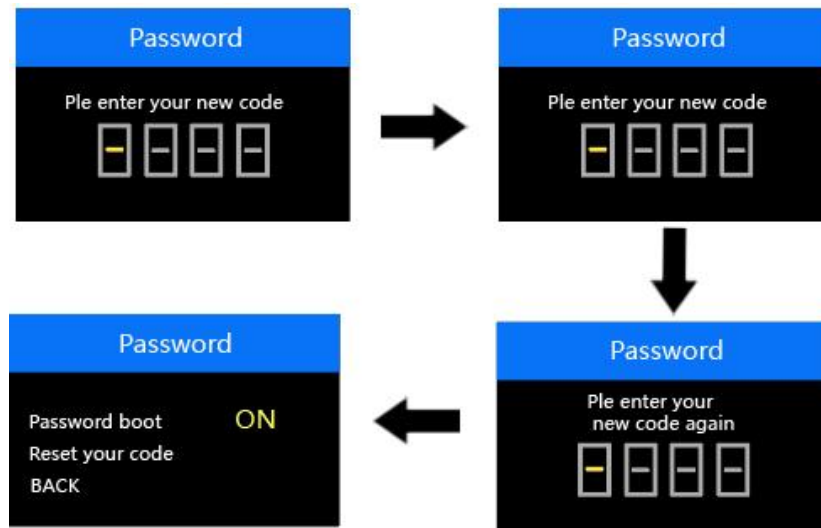 Password
Ple enter your new code
Password
Ple enter your new code
Password
Ple enter your
new code again
Password
Password boot ON
Reset your code
BACK